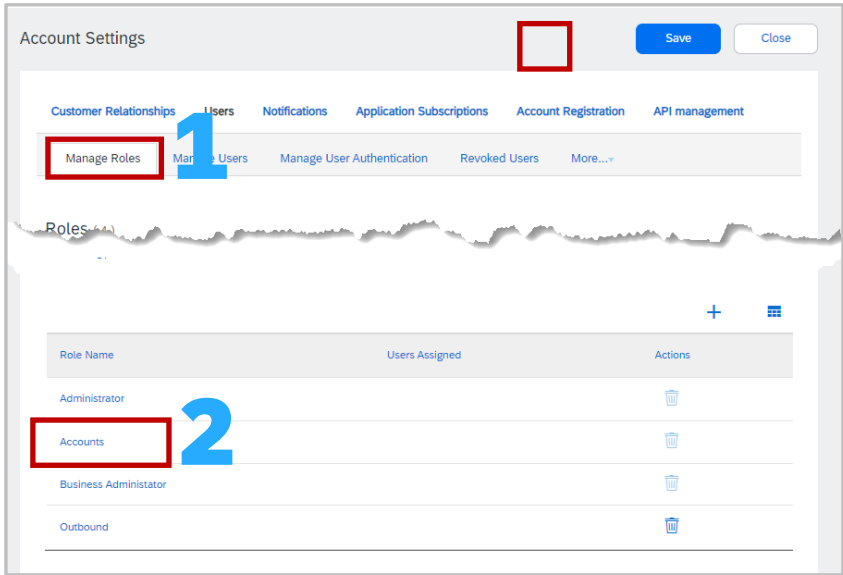 Account Settings
Save
Close
Customer Relationships
Users
Notifications
Application Subscriptions
Account Registration
API management
1
Manage Roles
Manage Users
Manage User Authentication
Revoked Users
More...
Roles
+
Role Name
Users Assigned
Actions
Administrator
Accounts
2
Business Administator
Outbound